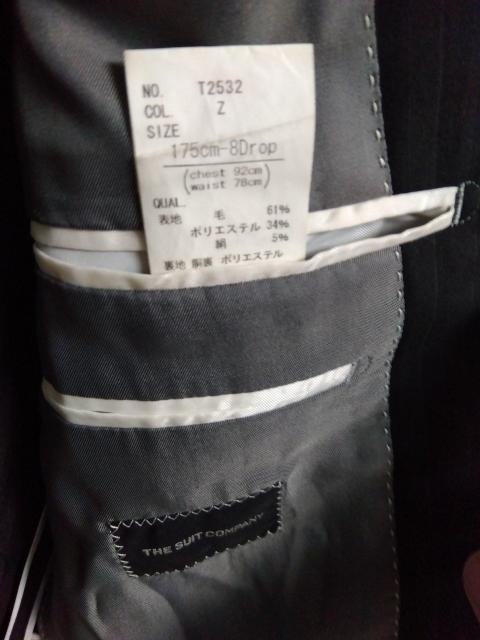 NO. T2532
COL. Z
SIZE
175cm-8Drop
(chest 92cm
waist 78cm)
QUAL.
表地 毛 61%
ポリエステル 34%
絹 5%
裏地 胴裏 ポリエステル
THE SUIT COMPANY